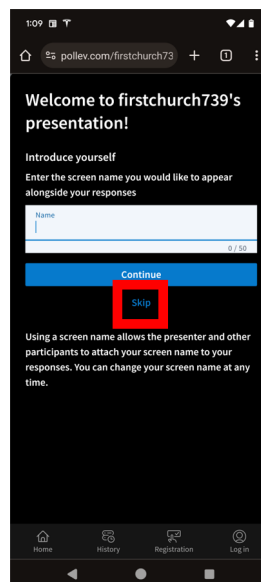 1:09
pollev.com/firstchurch73
1
Welcome to firstchurch739's
presentation!
Introduce yourself
Enter the screen name you would like to appear
alongside your responses
Name
0 / 50
Continue
Skip
Using a screen name allows the presenter and other
participants to attach your screen name to your
responses. You can change your screen name at any
time.
Home History Registration Log in